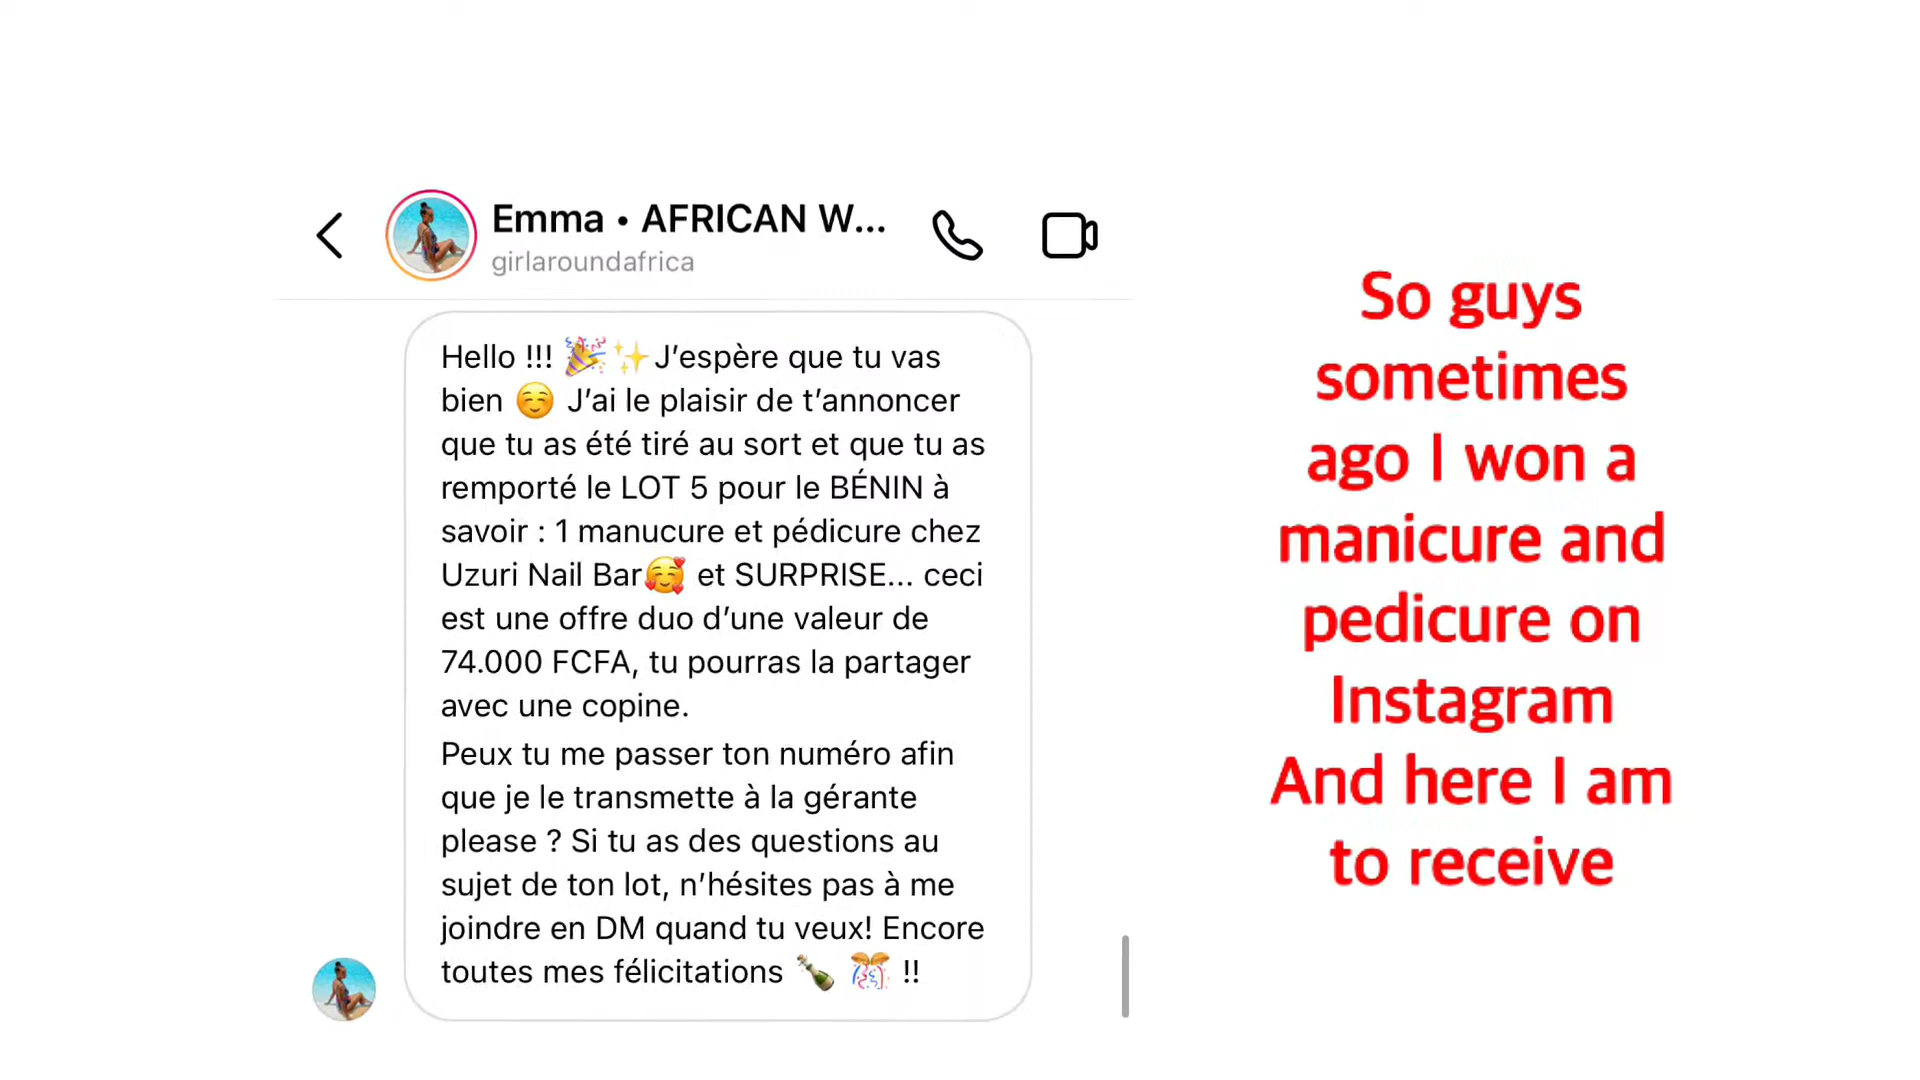 Emma • AFRICAN W...
girlaroundafrica
Hello !!! 🎉✨J’espère que tu vas
bien ☺️ J’ai le plaisir de t’annoncer
que tu as été tiré au sort et que tu as
remporté le LOT 5 pour le BÉNIN à
savoir : 1 manucure et pédicure chez
Uzuri Nail Bar🥰 et SURPRISE... ceci
est une offre duo d’une valeur de
74.000 FCFA, tu pourras la partager
avec une copine.
Peux tu me passer ton numéro afin
que je le transmette à la gérante
please ? Si tu as des questions au
sujet de ton lot, n’hésites pas à me
joindre en DM quand tu veux! Encore
toutes mes félicitations 🍾 🎊 !!
So guys
sometimes
ago I won a
manicure and
pedicure on
Instagram
And here I am
to receive